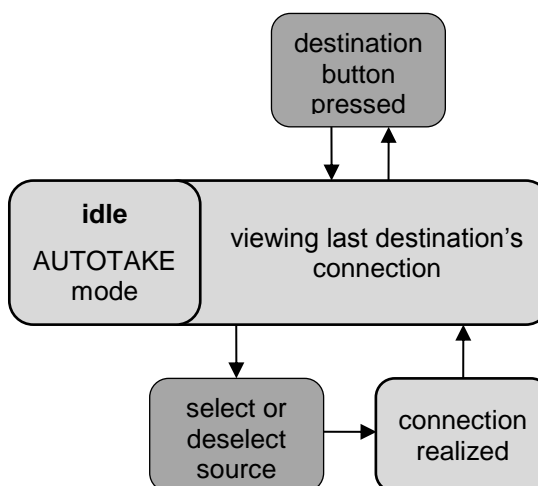 destination
button
pressed
idle
AUTOTAKE
mode
viewing last destination’s
connection
select or
deselect
source
connection
realized